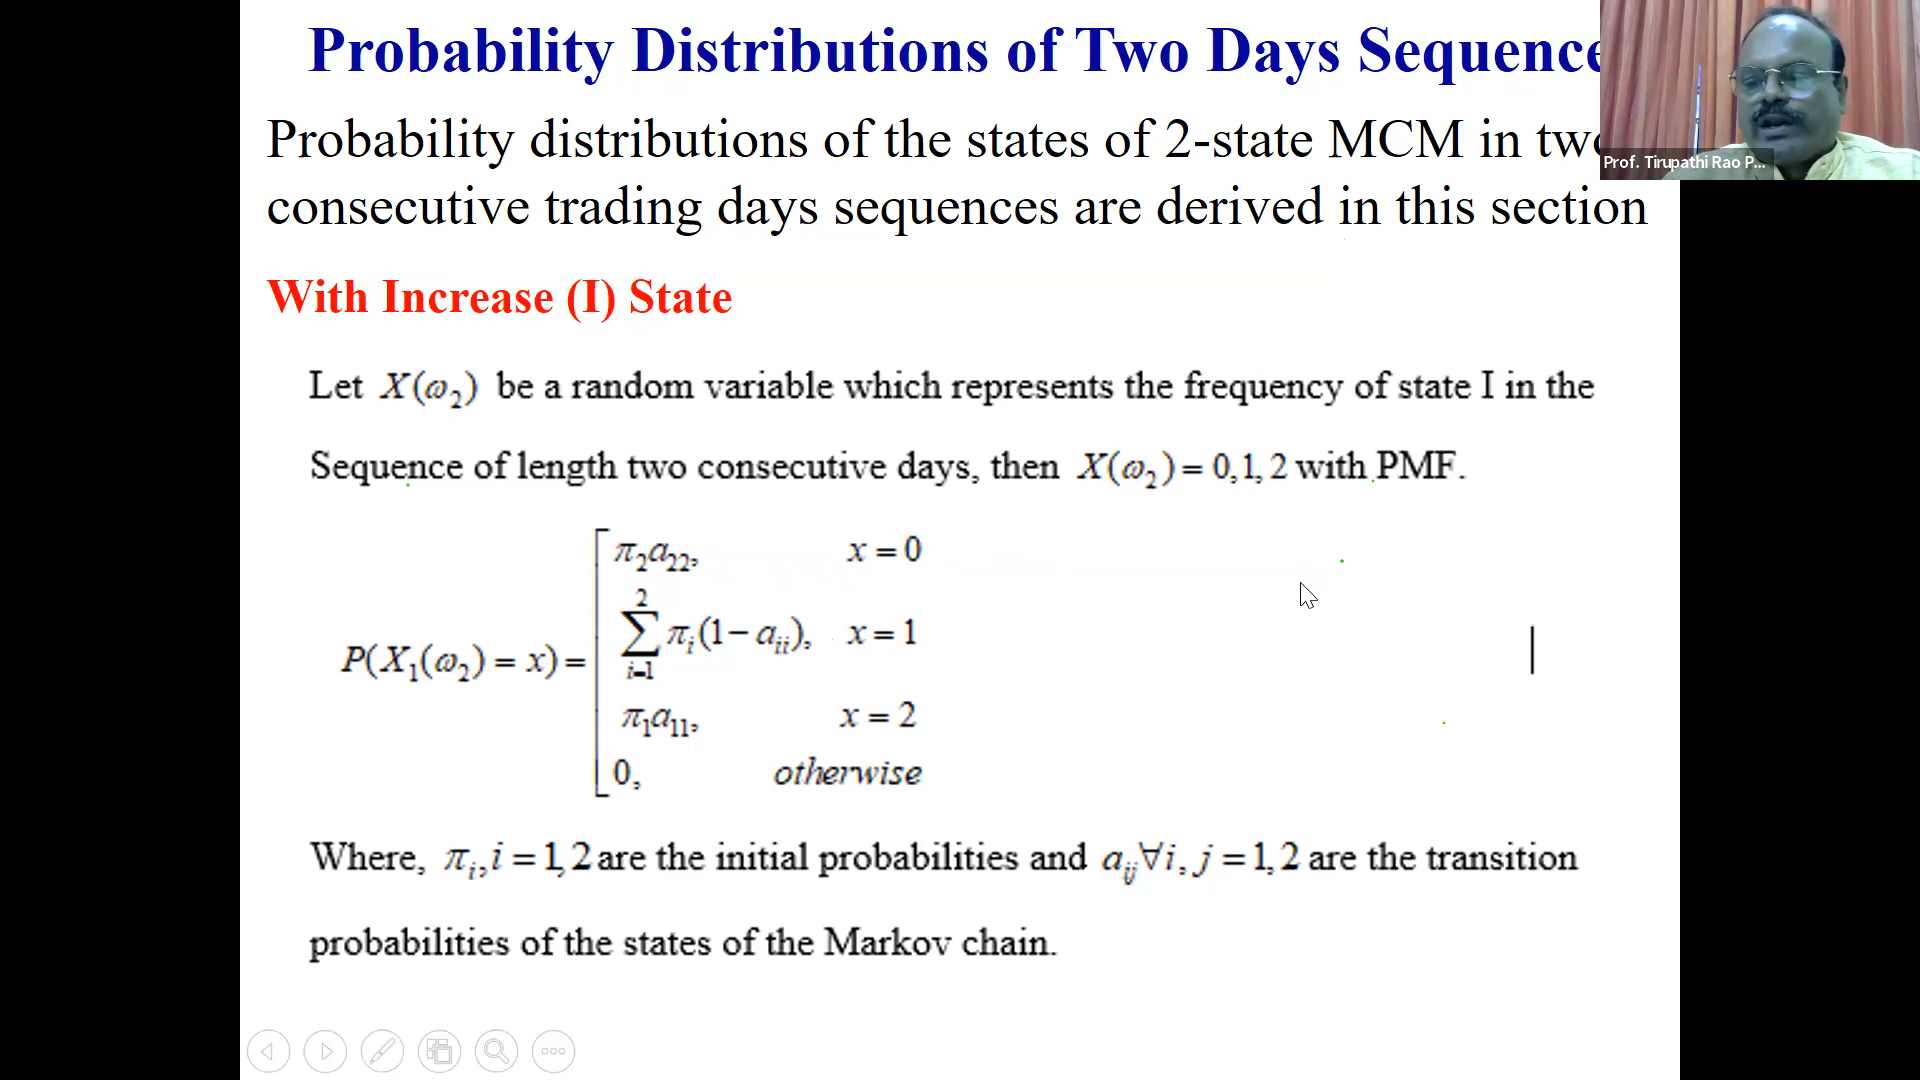 Probability Distributions of Two Days Sequence
Prof. Tirupathi Rao P...
Probability distributions of the states of 2-state MCM in two
consecutive trading days sequences are derived in this section
With Increase (I) State
Let X(ω₂) be a random variable which represents the frequency of state I in the
Sequence of length two consecutive days, then X(ω₂) = 0,1,2 with PMF.
π₂a₂₂, x = 0
2
∑ πᵢ(1− aᵢᵢ), x = 1
i=1
P(X₁(ω₂) = x) =
π₁a₁₁, x = 2
0, otherwise
Where, πᵢ, i = 1,2 are the initial probabilities and aᵢⱼ ∀i, j = 1,2 are the transition
probabilities of the states of the Markov chain.